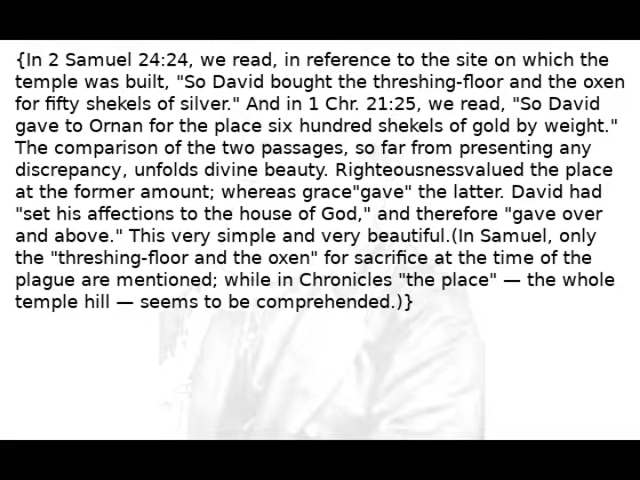 {In 2 Samuel 24:24, we read, in reference to the site on which the
temple was built, "So David bought the threshing-floor and the oxen
for fifty shekels of silver." And in 1 Chr. 21:25, we read, "So David
gave to Ornan for the place six hundred shekels of gold by weight."
The comparison of the two passages, so far from presenting any
discrepancy, unfolds divine beauty. Righteousnessvalued the place
at the former amount; whereas grace"gave" the latter. David had
"set his affections to the house of God," and therefore "gave over
and above." This very simple and very beautiful.(In Samuel, only
the "threshing-floor and the oxen" for sacrifice at the time of the
plague are mentioned; while in Chronicles "the place" — the whole
temple hill — seems to be comprehended.)}